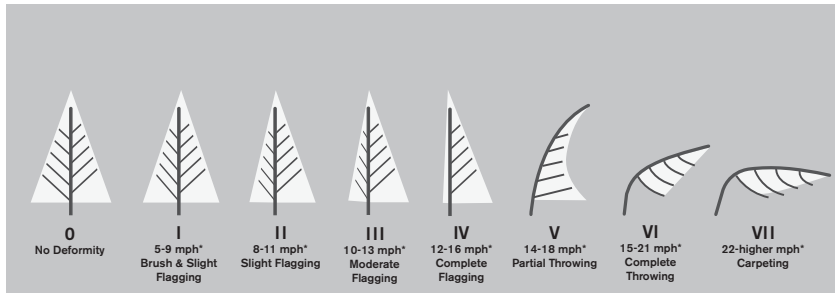 0
No Deformity
I
5-9 mph*
Brush & Slight
Flagging
II
8-11 mph*
Slight Flagging
III
10-13 mph*
Moderate
Flagging
IV
12-16 mph*
Complete
Flagging
V
14-18 mph*
Partial Throwing
VI
15-21 mph*
Complete
Throwing
VII
22-higher mph*
Carpeting